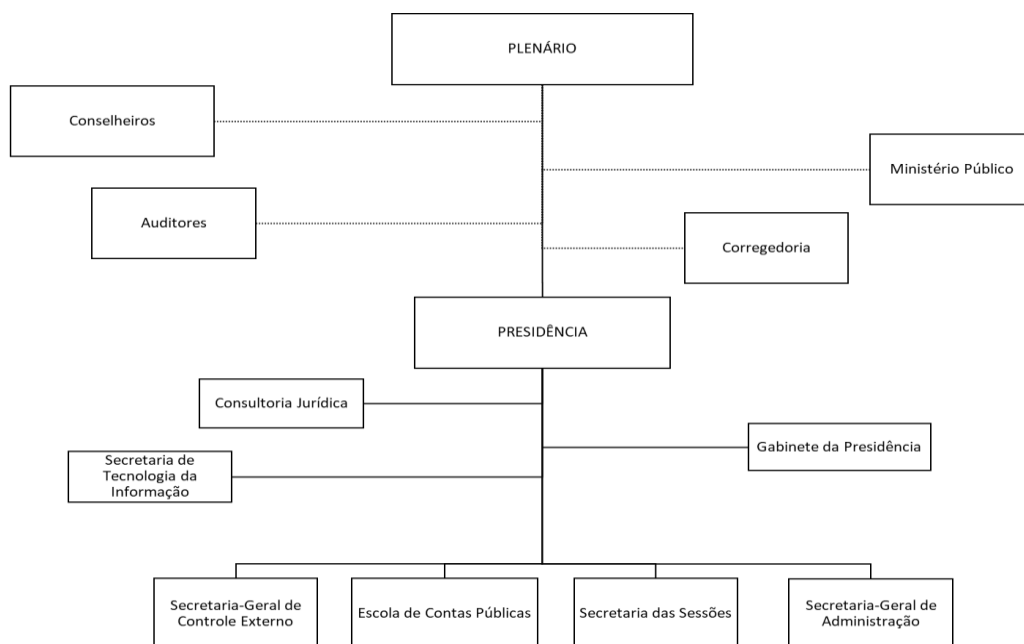 PLENÁRIO
Conselheiros
Ministério Público
Auditores
Corregedoria
PRESIDÊNCIA
Consultoria Jurídica
Gabinete da Presidência
Secretaria de
Tecnologia da
Informação
Secretaria-Geral de
Controle Externo
Escola de Contas Públicas
Secretaria das Sessões
Secretaria-Geral de
Administração